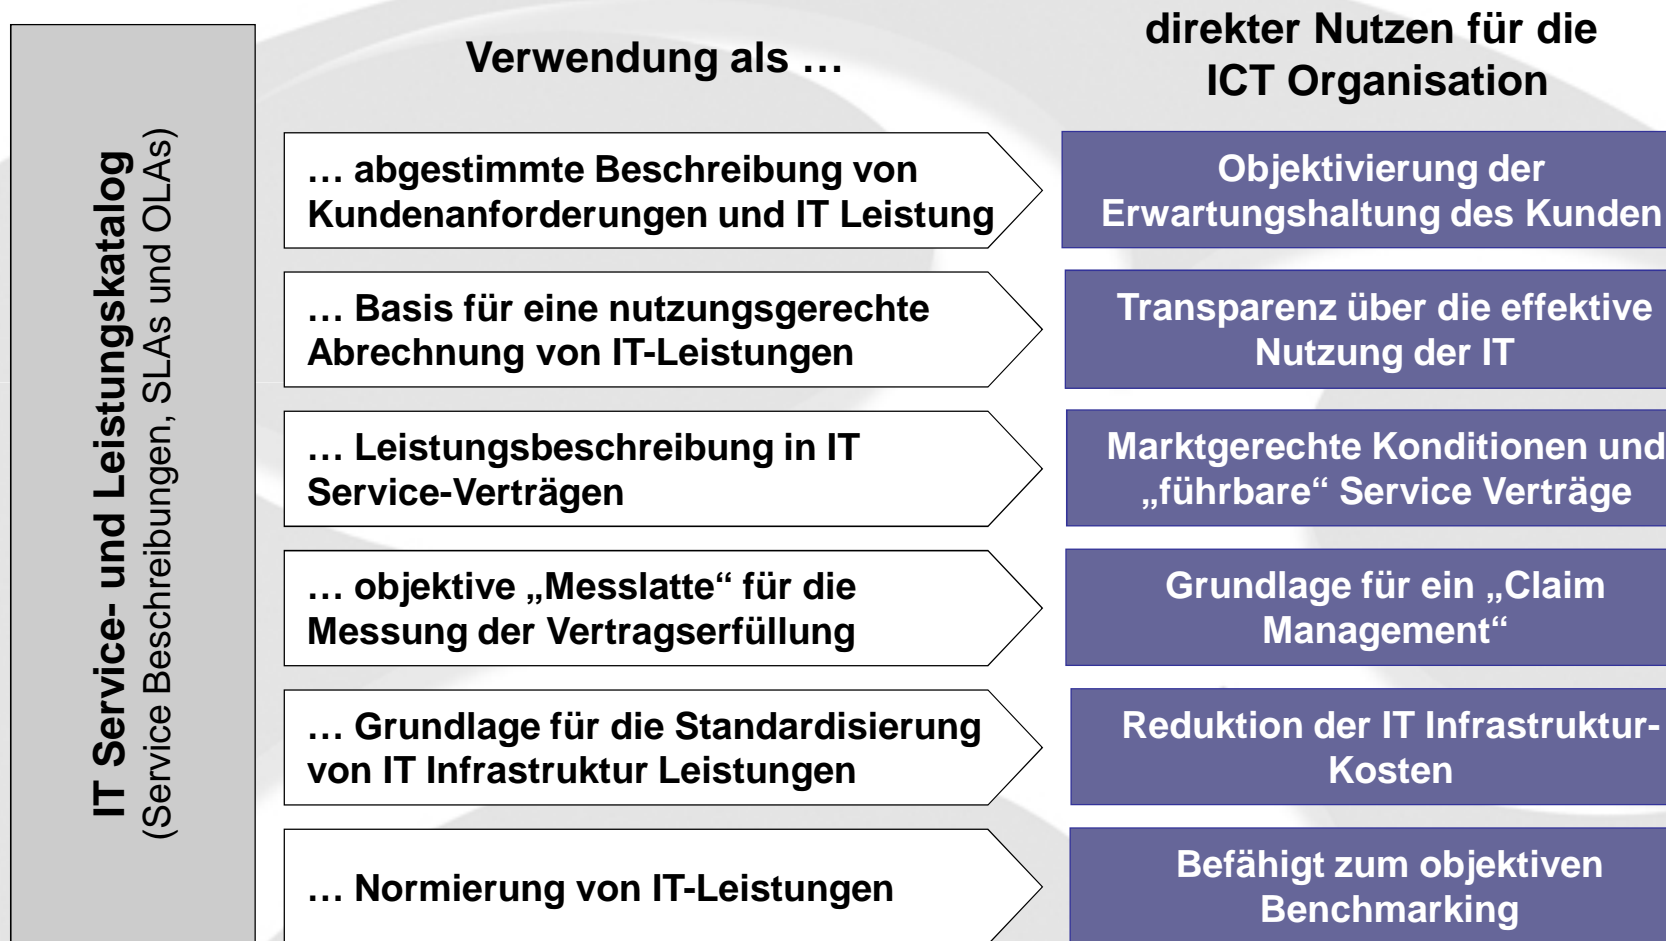 IT Service- und Leistungskatalog
(Service Beschreibungen, SLAs und OLAs)
Verwendung als …
direkter Nutzen für die
ICT Organisation
… abgestimmte Beschreibung von
Kundenanforderungen und IT Leistung
Objektivierung der
Erwartungshaltung des Kunden
… Basis für eine nutzungsgerechte
Abrechnung von IT-Leistungen
Transparenz über die effektive
Nutzung der IT
… Leistungsbeschreibung in IT
Service-Verträgen
Marktgerechte Konditionen und
„führbare“ Service Verträge
… objektive „Messlatte“ für die
Messung der Vertragserfüllung
Grundlage für ein „Claim
Management“
… Grundlage für die Standardisierung
von IT Infrastruktur Leistungen
Reduktion der IT Infrastruktur-
Kosten
… Normierung von IT-Leistungen
Befähigt zum objektiven
Benchmarking